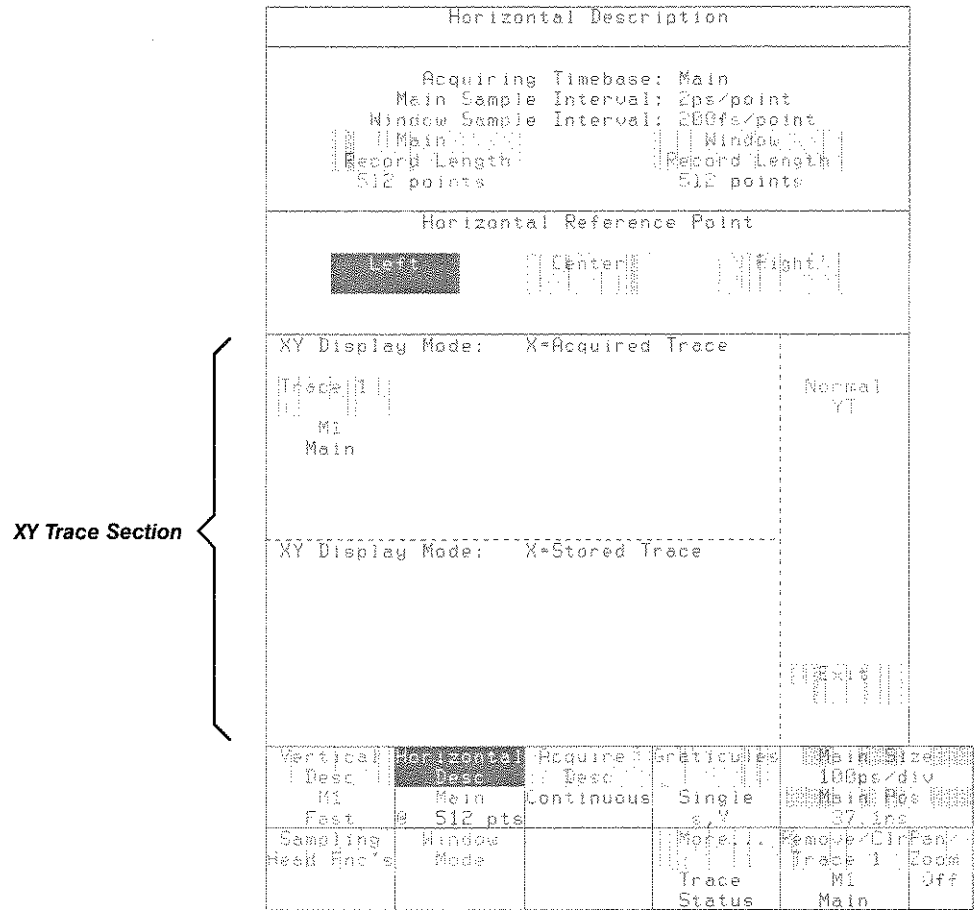 Horizontal Description
Acquiring Timebase: Main
Main Sample Interval: 2ps/point
Window Sample Interval: 200fs/point
Main Window
Record Length Record Length
512 points 512 points
Horizontal Reference Point
Left Center Right
XY Display Mode: X=Acquired Trace
Trace 1
M1
Main
Normal
YT
XY Trace Section
XY Display Mode: X=Stored Trace
Exit
Vertical Horizontal Acquire Graticules Main Size
Desc Desc Desc 100ps/div
M1 Main Continuous Single Main Pos
Fast @ 512 pts s,V 37.1ns
Sampling Window More... Remove/Clr Pan/
Head Fnc's Mode Trace 1 Zoom
Trace M1 Off
Status Main